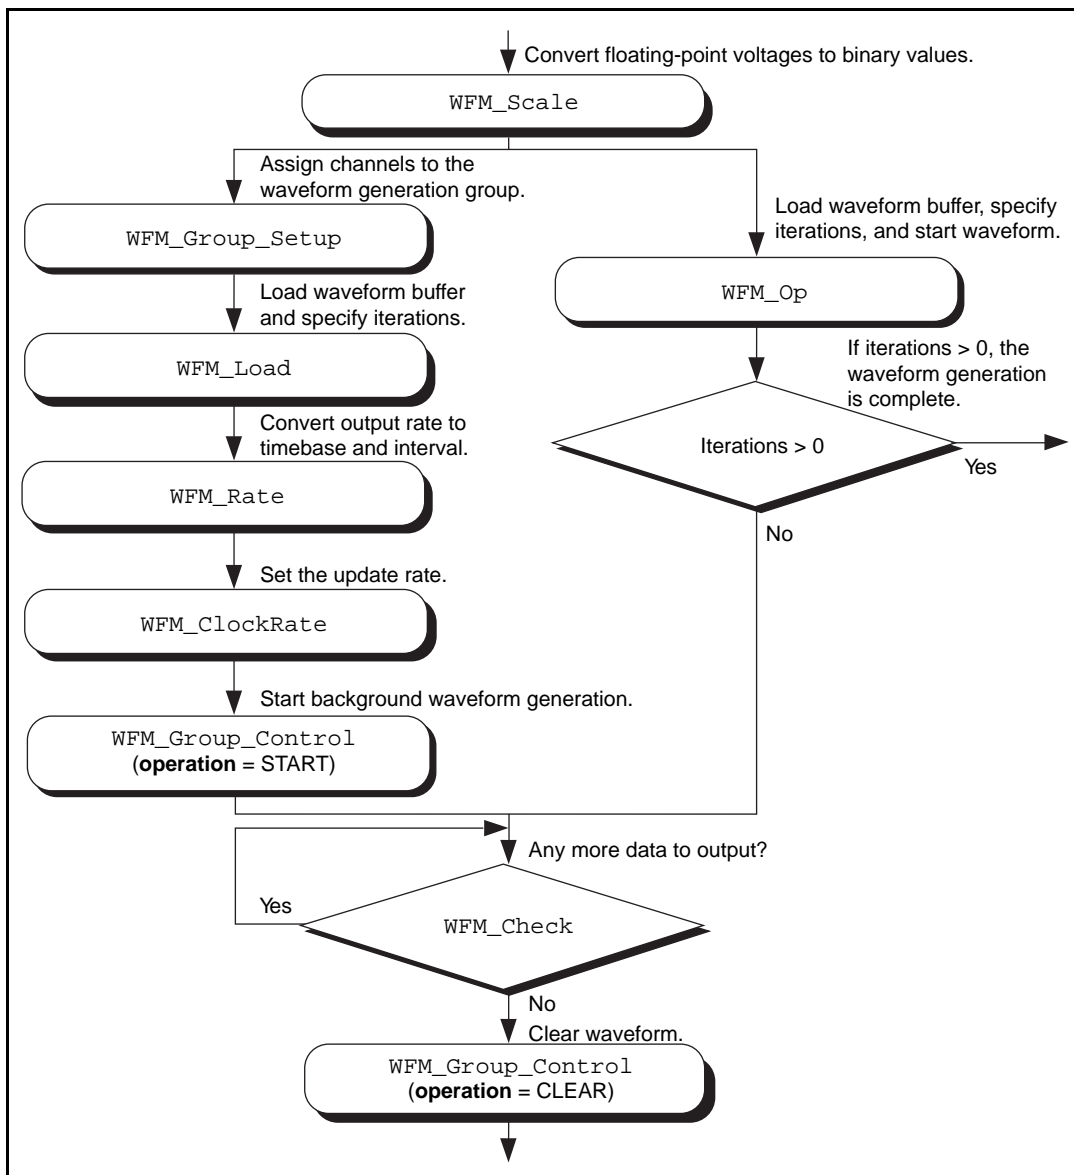 Convert floating-point voltages to binary values.
WFM_Scale
Assign channels to the
waveform generation group.
WFM_Group_Setup
Load waveform buffer
and specify iterations.
WFM_Load
Convert output rate to
timebase and interval.
WFM_Rate
Set the update rate.
WFM_ClockRate
Start background waveform generation.
WFM_Group_Control
(operation = START)
Load waveform buffer, specify
iterations, and start waveform.
WFM_Op
If iterations > 0, the
waveform generation
is complete.
Iterations > 0
Yes
No
Any more data to output?
Yes
WFM_Check
No
Clear waveform.
WFM_Group_Control
(operation = CLEAR)